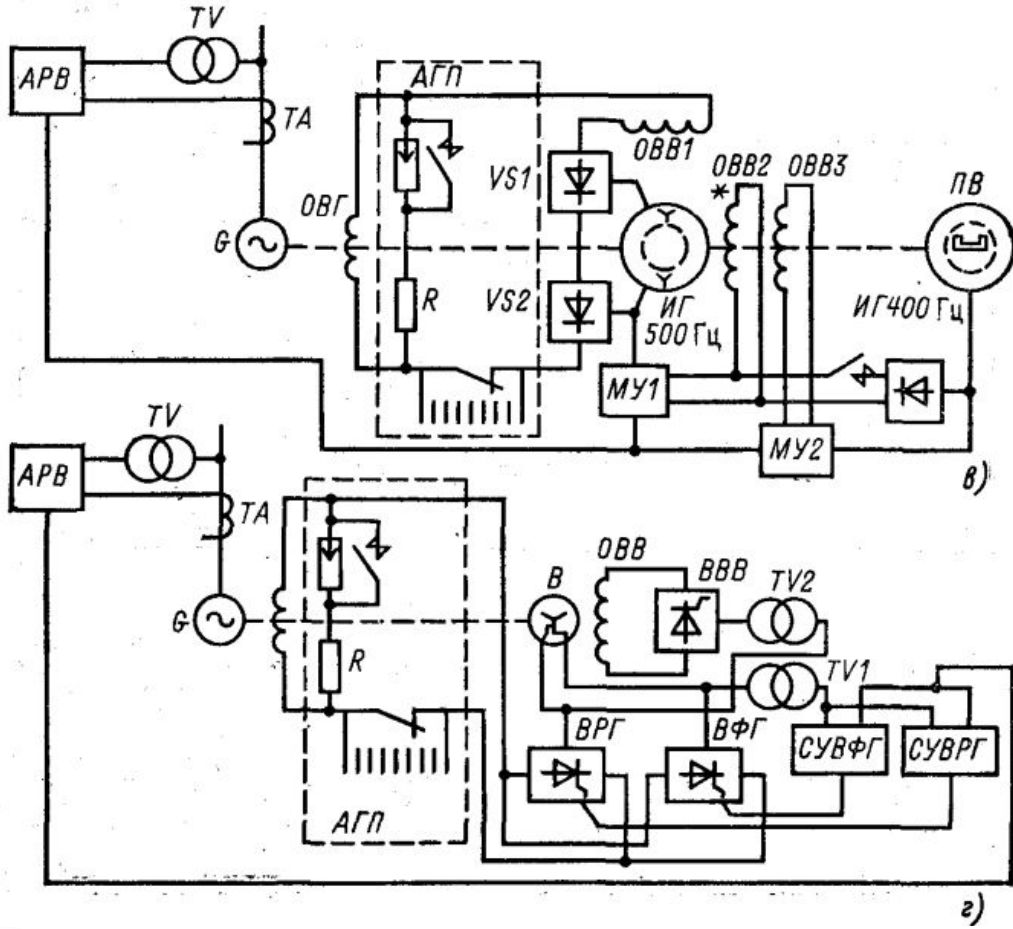 TV
АРВ
TA
G
ОВГ
АГП
R
VS1
VS2
ОВВ1
ОВВ2
ОВВ3
*
ПВ
ИГ
500 Гц
ИГ400 Гц
МУ1
МУ2
в)
TV
АРВ
TA
G
R
АГП
В
ОВВ
ВВВ
TV2
TV1
ВРГ
ВФГ
СУВФГ
СУВРГ
г)